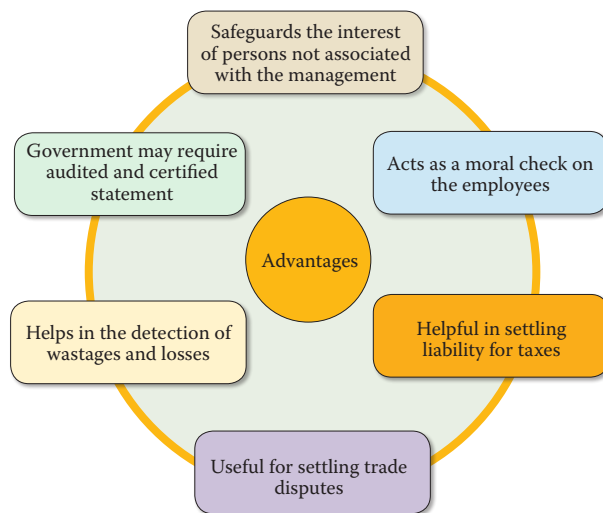 Safeguards the interest
of persons not associated
with the management
Government may require
audited and certified
statement
Acts as a moral check on
the employees
Advantages
Helps in the detection of
wastages and losses
Helpful in settling
liability for taxes
Useful for settling trade
disputes